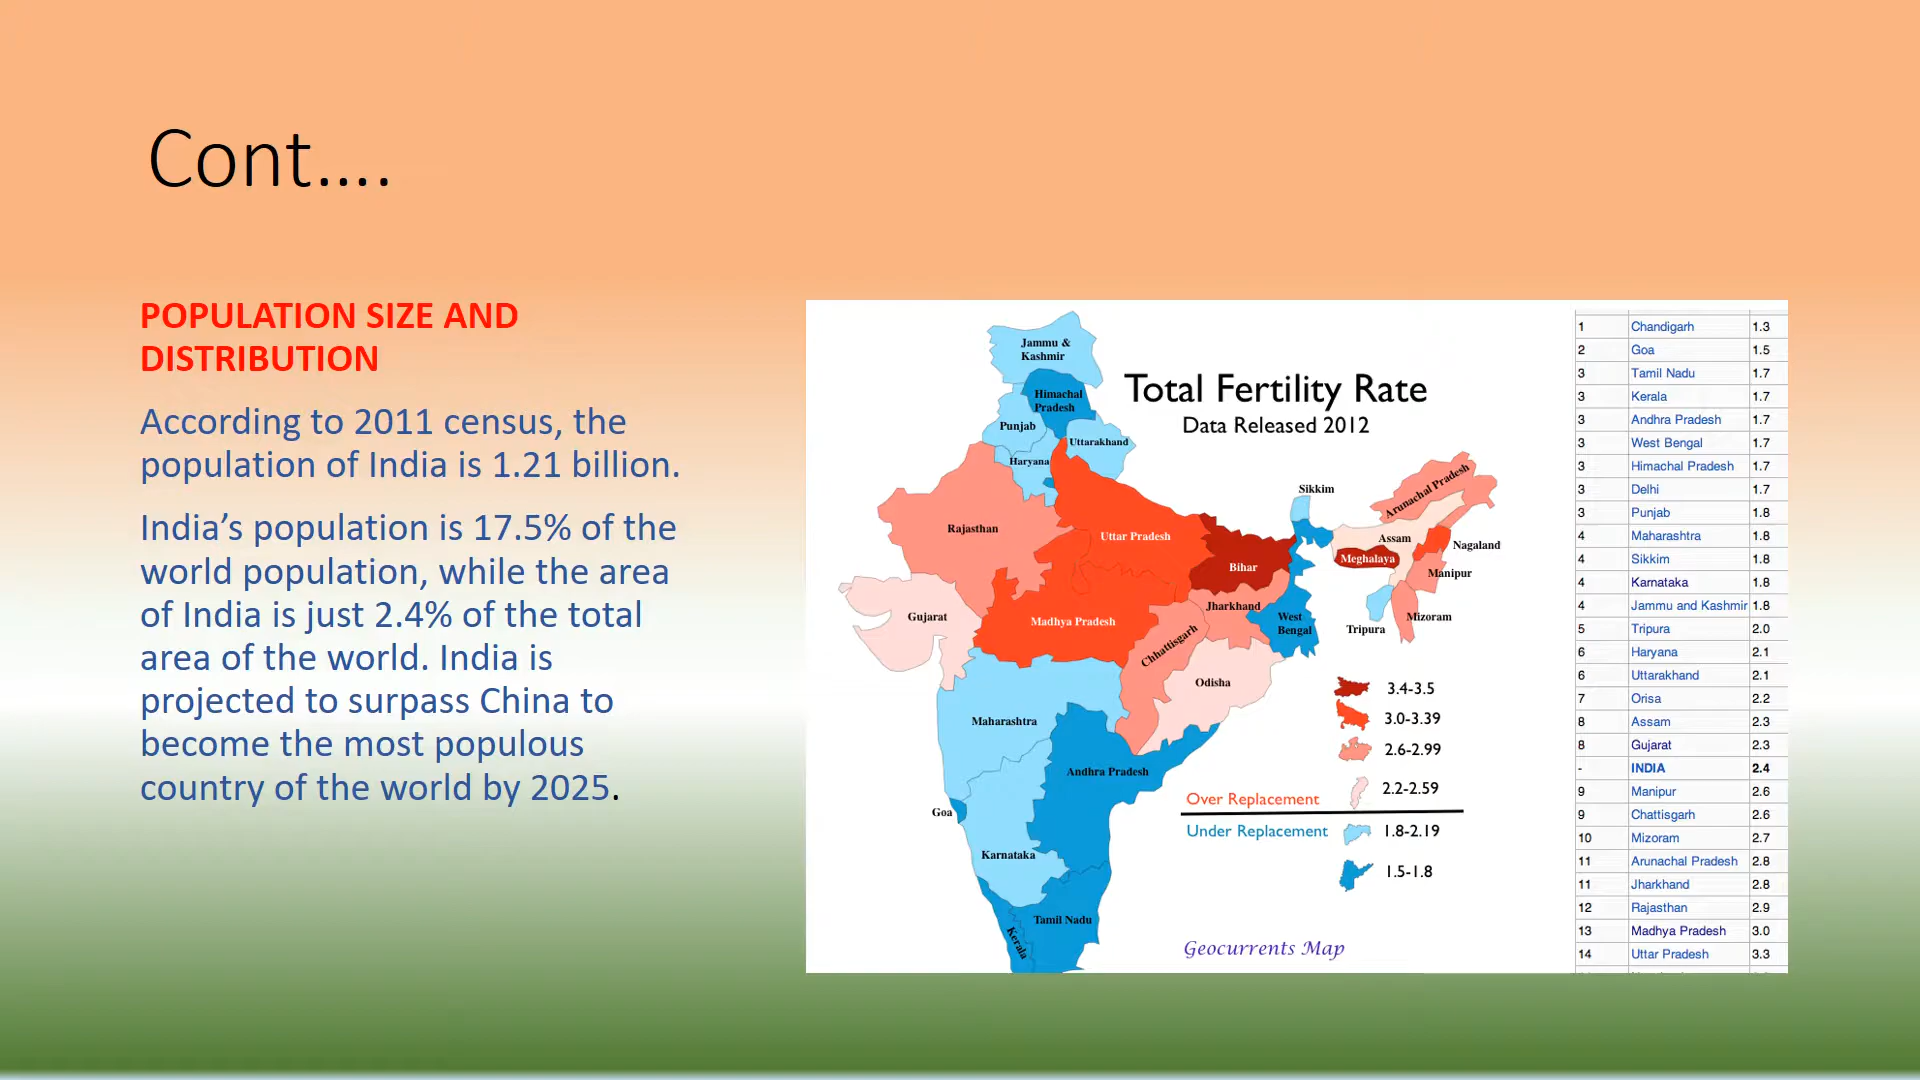 Cont....
POPULATION SIZE AND
DISTRIBUTION
According to 2011 census, the
population of India is 1.21 billion.
India’s population is 17.5% of the
world population, while the area
of India is just 2.4% of the total
area of the world. India is
projected to surpass China to
become the most populous
country of the world by 2025.
Total Fertility Rate
Data Released 2012
Jammu &
Kashmir
Himachal
Pradesh
Punjab
Uttarakhand
Haryana
Rajasthan
Uttar Pradesh
Bihar
Sikkim
Arunachal Pradesh
Assam
Nagaland
Meghalaya
Manipur
Mizoram
Tripura
Gujarat
Madhya Pradesh
Jharkhand
West
Bengal
Chhattisgarh
Odisha
Maharashtra
Andhra Pradesh
Goa
Karnataka
Tamil Nadu
Kerala
3.4-3.5
3.0-3.39
2.6-2.99
2.2-2.59
Over Replacement
Under Replacement
1.8-2.19
1.5-1.8
Geocurrents Map
1 Chandigarh 1.3
2 Goa 1.5
3 Tamil Nadu 1.7
3 Kerala 1.7
3 Andhra Pradesh 1.7
3 West Bengal 1.7
3 Himachal Pradesh 1.7
3 Delhi 1.7
3 Punjab 1.8
4 Maharashtra 1.8
4 Sikkim 1.8
4 Karnataka 1.8
4 Jammu and Kashmir 1.8
5 Tripura 2.0
6 Haryana 2.1
6 Uttarakhand 2.1
7 Orisa 2.2
8 Assam 2.3
8 Gujarat 2.3
- INDIA 2.4
9 Manipur 2.6
9 Chattisgarh 2.6
10 Mizoram 2.7
11 Arunachal Pradesh 2.8
11 Jharkhand 2.8
12 Rajasthan 2.9
13 Madhya Pradesh 3.0
14 Uttar Pradesh 3.3